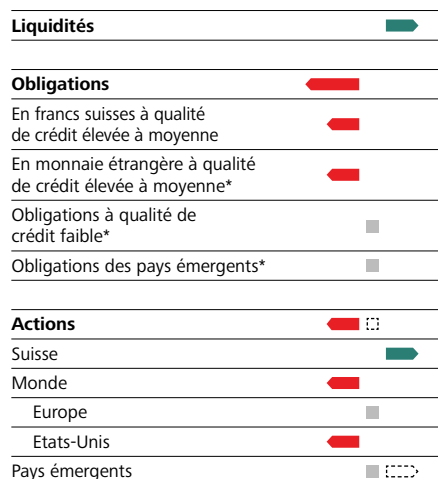 Liquidités
Obligations
En francs suisses à qualité
de crédit élevée à moyenne
En monnaie étrangère à qualité
de crédit élevée à moyenne*
Obligations à qualité de
crédit faible*
Obligations des pays émergents*
Actions
Suisse
Monde
Europe
Etats-Unis
Pays émergents